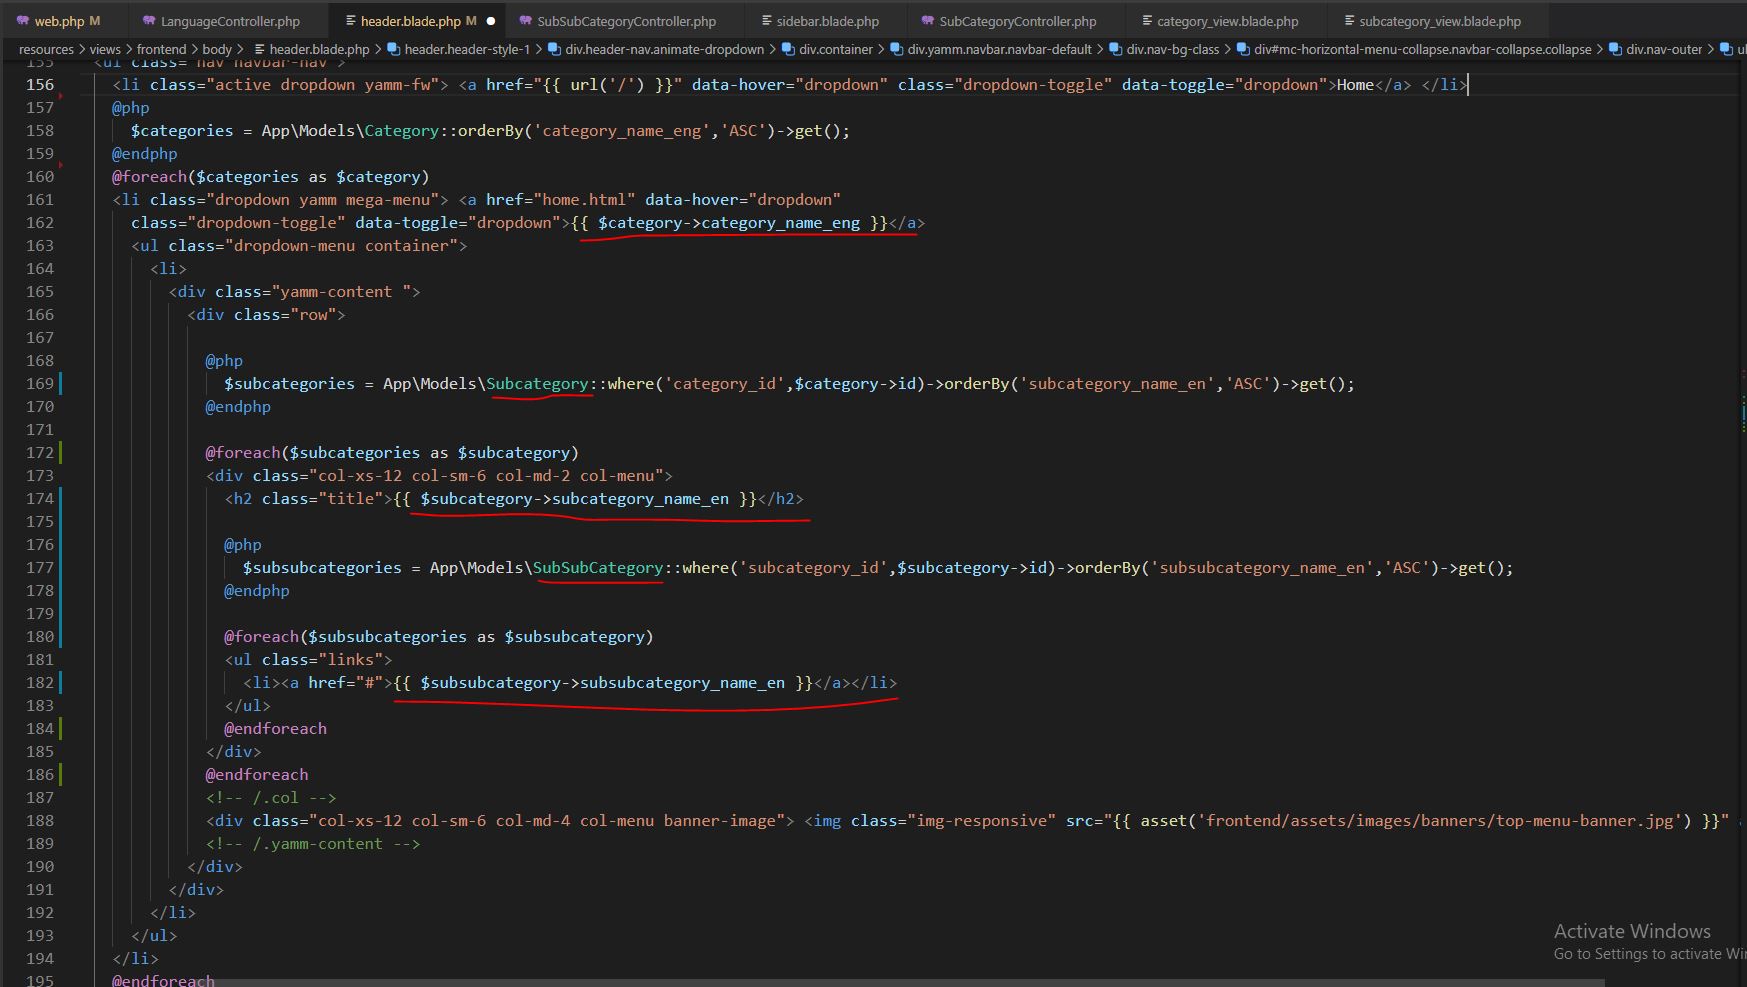 web.php M LanguageController.php header.blade.php M SubSubCategoryController.php sidebar.blade.php SubCategoryController.php category_view.blade.php subcategory_view.blade.php
resources > views > frontend > body > header.blade.php > header.header-style-1 > div.header-nav.animate-dropdown > div.container > div.yamm.navbar.navbar-default > div.nav-bg-class > div#mc-horizontal-menu-collapse.navbar-collapse.collapse > div.nav-outer >
155 <ul class="nav navbar-nav">
156 <li class="active dropdown yamm-fw"> <a href="{{ url('/') }}" data-hover="dropdown" class="dropdown-toggle" data-toggle="dropdown">Home</a> </li>
157 @php
158 $categories = App\Models\Category::orderBy('category_name_eng','ASC')->get();
159 @endphp
160 @foreach($categories as $category)
161 <li class="dropdown yamm mega-menu"> <a href="home.html" data-hover="dropdown"
162 class="dropdown-toggle" data-toggle="dropdown">{{ $category->category_name_eng }}</a>
163 <ul class="dropdown-menu container">
164 <li>
165 <div class="yamm-content ">
166 <div class="row">
167
168 @php
169 $subcategories = App\Models\Subcategory::where('category_id',$category->id)->orderBy('subcategory_name_en','ASC')->get();
170 @endphp
171
172 @foreach($subcategories as $subcategory)
173 <div class="col-xs-12 col-sm-6 col-md-2 col-menu">
174 <h2 class="title">{{ $subcategory->subcategory_name_en }}</h2>
175
176 @php
177 $subsubcategories = App\Models\SubSubCategory::where('subcategory_id',$subcategory->id)->orderBy('subsubcategory_name_en','ASC')->get();
178 @endphp
179
180 @foreach($subsubcategories as $subsubcategory)
181 <ul class="links">
182 <li><a href="#">{{ $subsubcategory->subsubcategory_name_en }}</a></li>
183 </ul>
184 @endforeach
185 </div>
186 @endforeach
187 <!-- /.col -->
188 <div class="col-xs-12 col-sm-6 col-md-4 col-menu banner-image"> <img class="img-responsive" src="{{ asset('frontend/assets/images/banners/top-menu-banner.jpg') }}"
189 <!-- /.yamm-content -->
190 </div>
191 </div>
192 </li>
193 </ul>
194 </li>
195 @endforeach
Activate Windows
Go to Settings to activate Wi